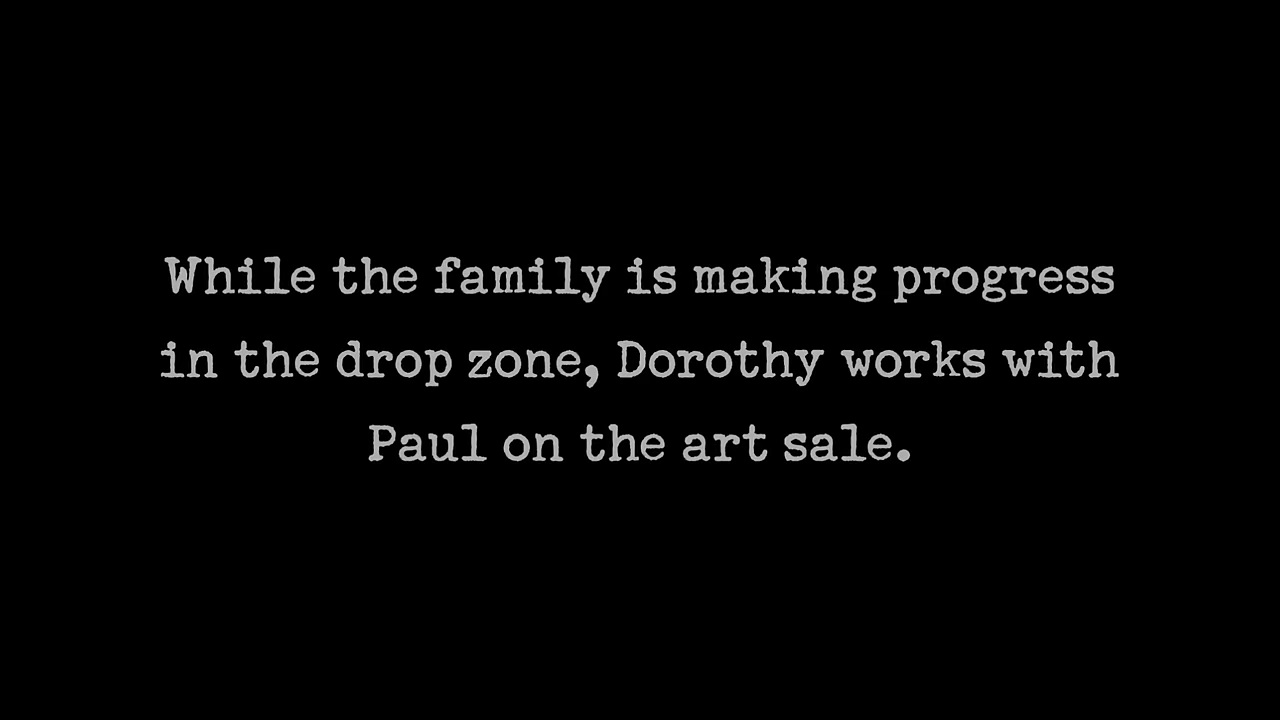 While the family is making progress
in the drop zone, Dorothy works with
Paul on the art sale.